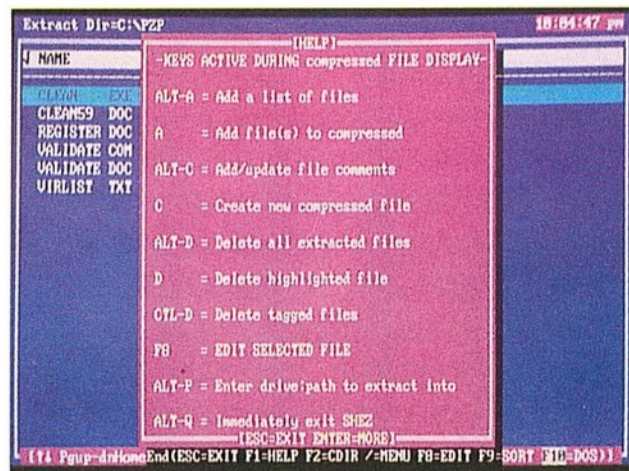 Extract Dir=C:\PZP 10:04:47 pm
[HELP]
√ NAME
-KEYS ACTIVE DURING compressed FILE DISPLAY-
CLEAN EXE
ALT-A = Add a list of files
CLEAN59 DOC
REGISTER DOC
A = Add file(s) to compressed
VALIDATE COM
VALIDATE DOC
ALT-C = Add/update file comments
VIRLIST TXT
C = Create new compressed file
ALT-D = Delete all extracted files
D = Delete highlighted file
CTL-D = Delete tagged files
F8 = EDIT SELECTED FILE
ALT-P = Enter drive:path to extract into
ALT-Q = Immediately exit SHEZ
[ESC=EXIT ENTER=MORE]
[↑↓ Pgup-dnHomeEnd(ESC=EXIT F1=HELP F2=CDIR /=MENU F8=EDIT F9=SORT F10=DOS)]